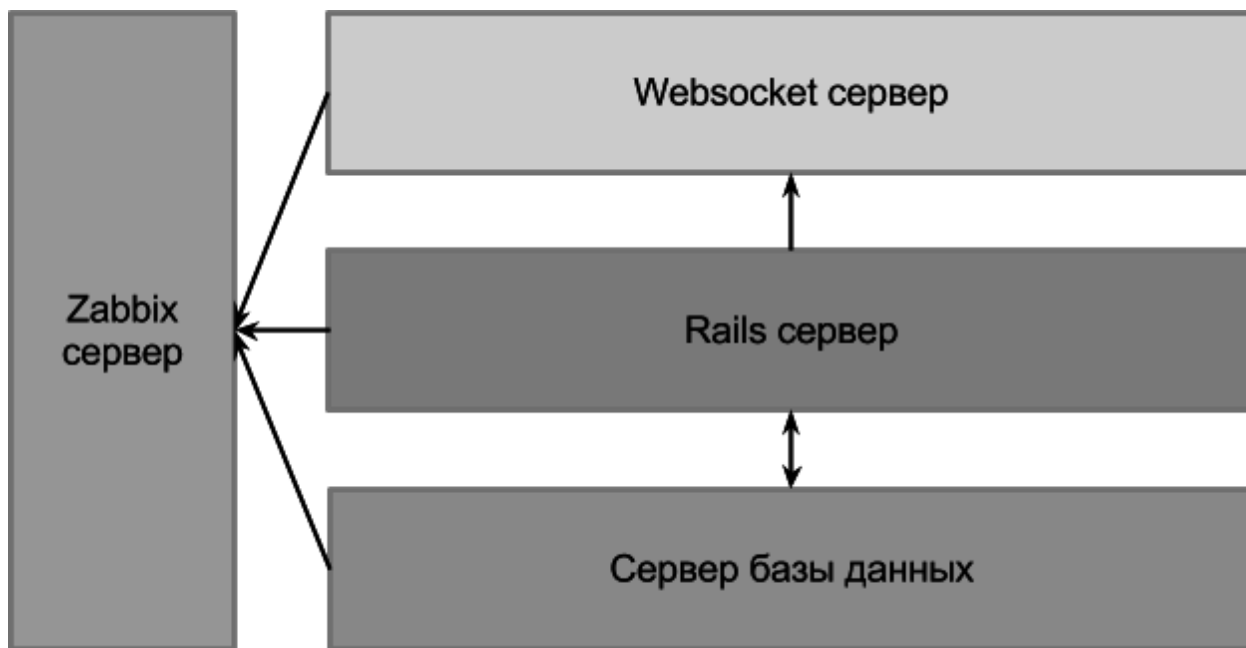 Websocket сервер
Zabbix
сервер
Rails сервер
Сервер базы данных